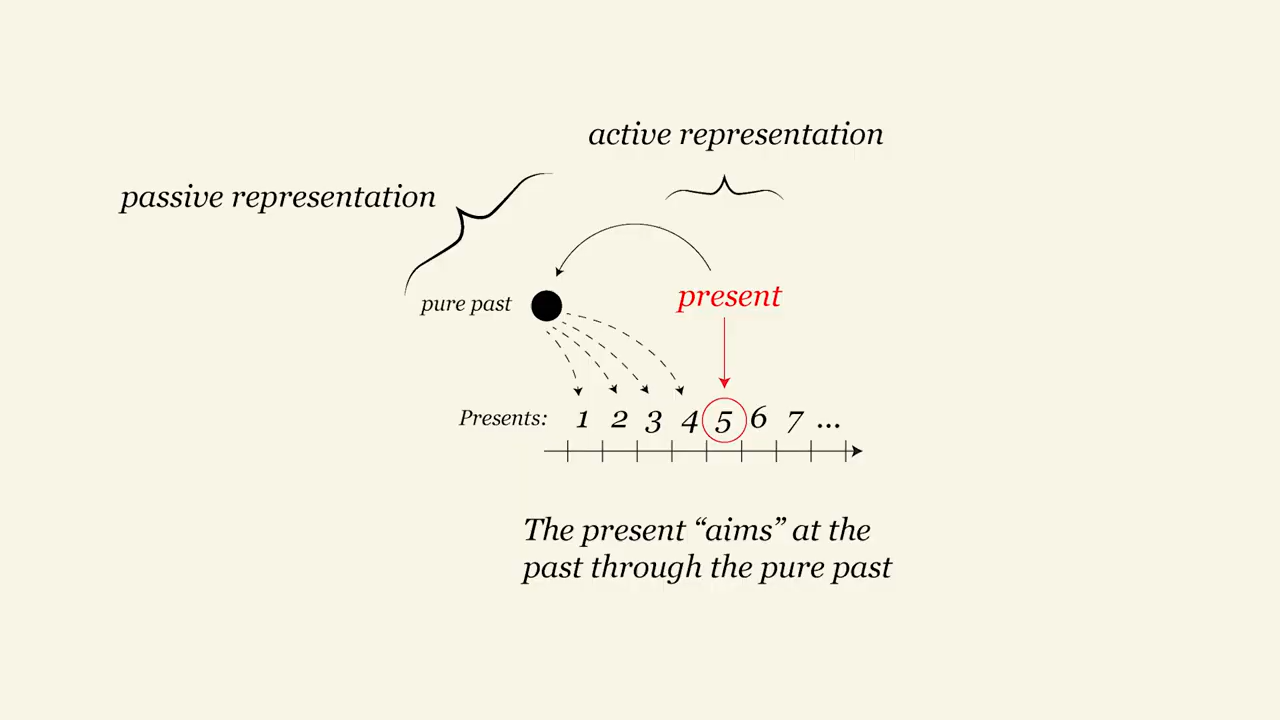 active representation
passive representation
pure past
present
Presents: 1 2 3 4 5 6 7 ...
The present “aims” at the
past through the pure past